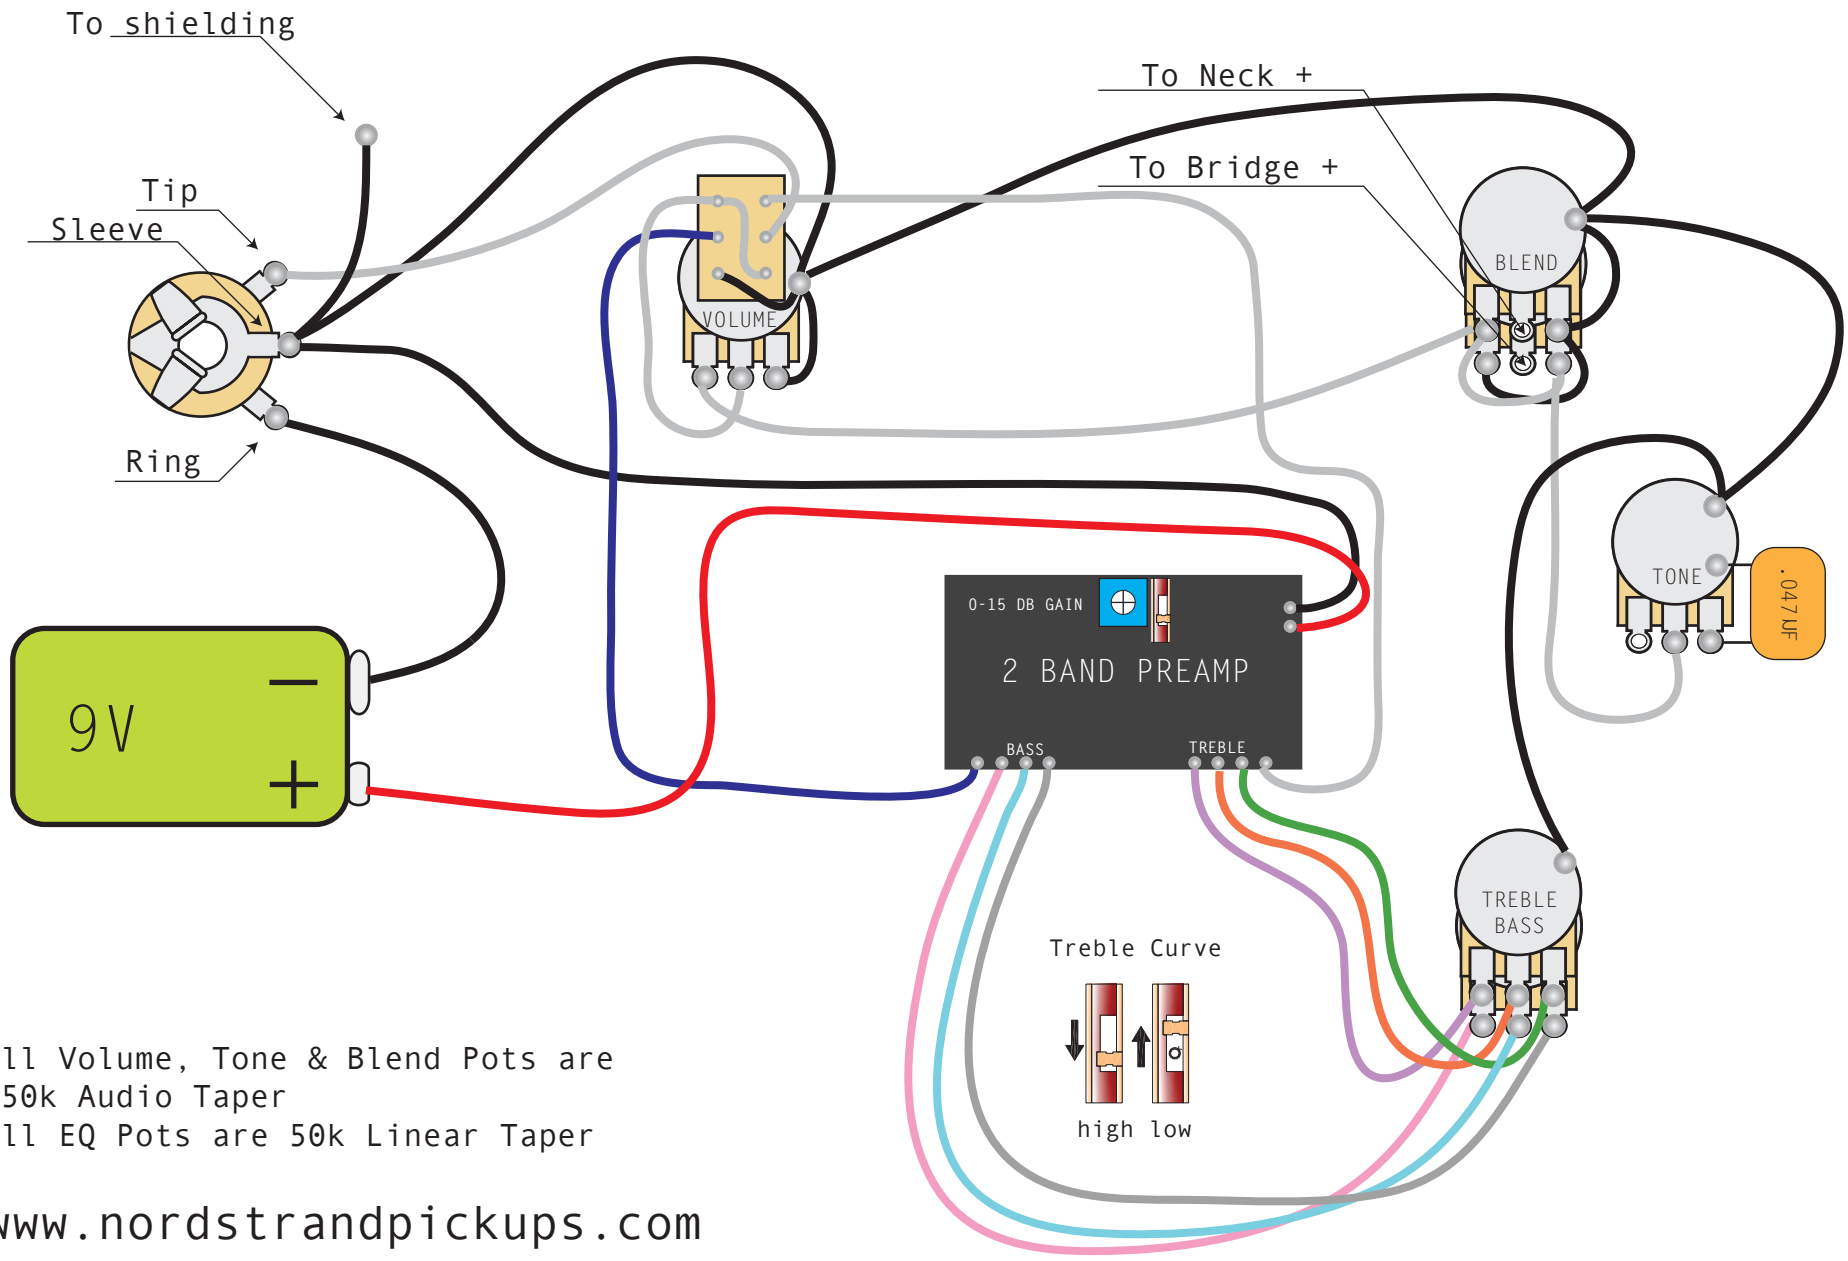 To shielding
To Neck +
To Bridge +
Tip
Sleeve
Ring
VOLUME
BLEND
TONE
.047UF
0-15 DB GAIN
2 BAND PREAMP
BASS
TREBLE
9V
−
+
TREBLE
BASS
Treble Curve
high low
ll Volume, Tone & Blend Pots are
50k Audio Taper
ll EQ Pots are 50k Linear Taper
www.nordstrandpickups.com